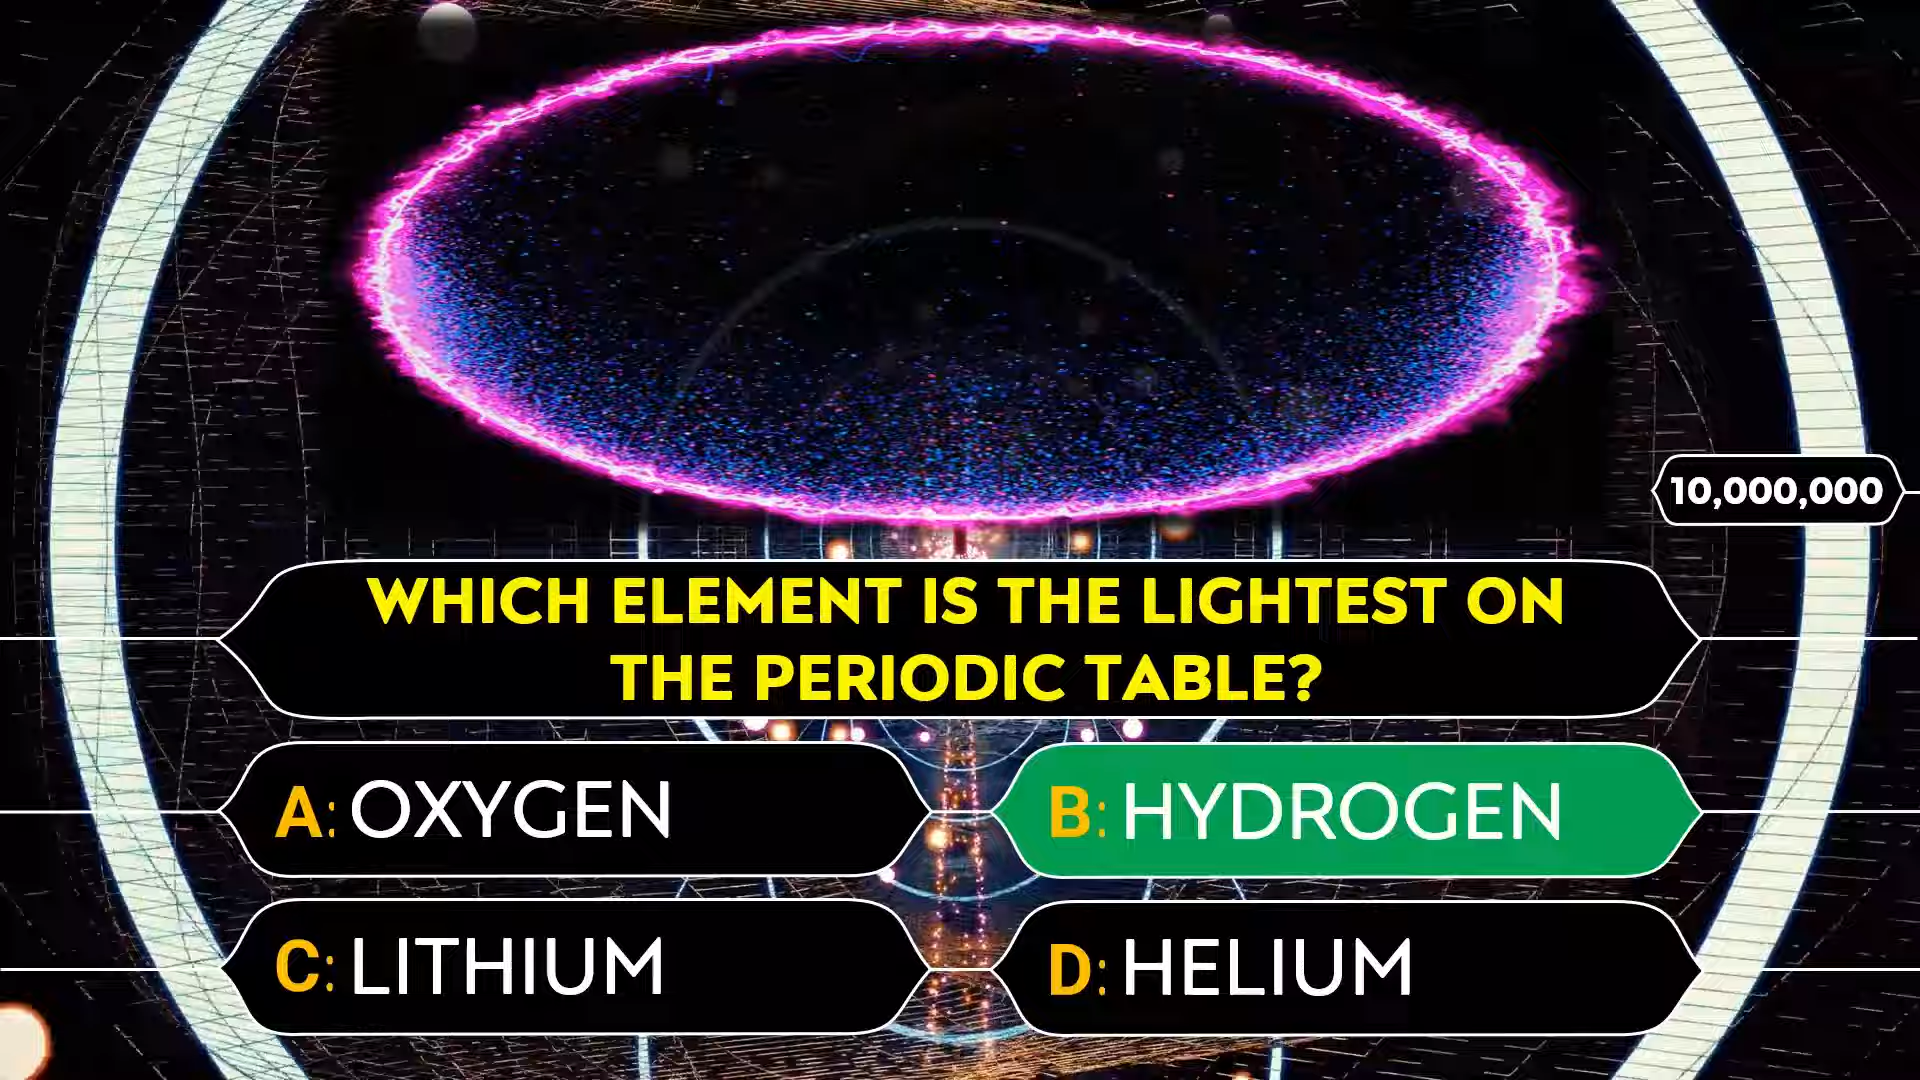 10,000,000
WHICH ELEMENT IS THE LIGHTEST ON
THE PERIODIC TABLE?
A: OXYGEN
B: HYDROGEN
C: LITHIUM
D: HELIUM